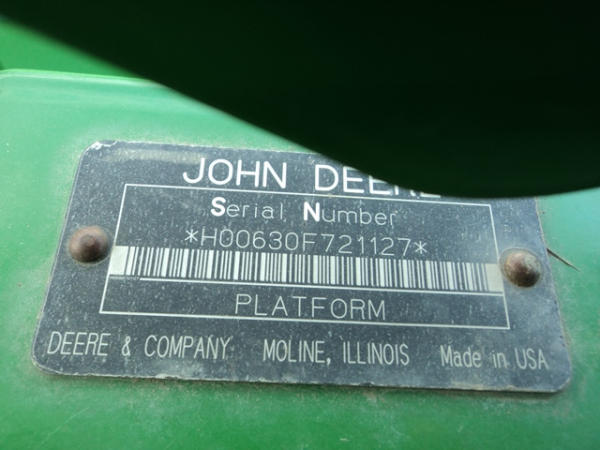 JOHN DEERE
Serial Number
*H00630F721127*
PLATFORM
DEERE & COMPANY MOLINE, ILLINOIS Made in USA